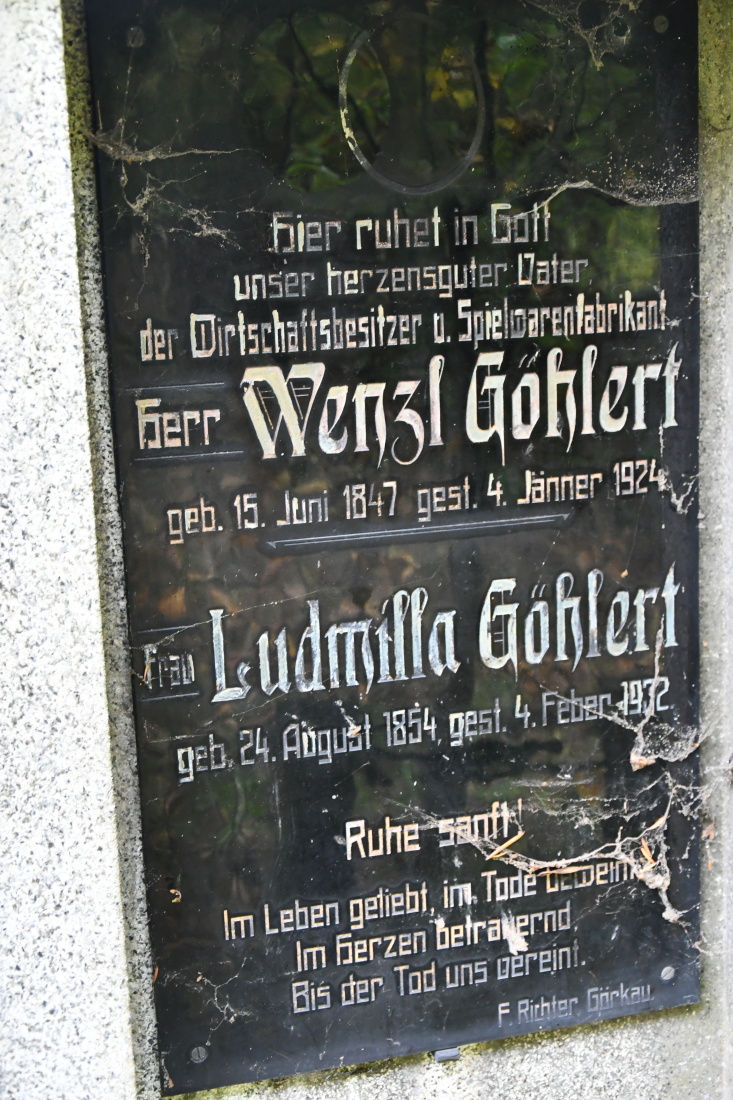 Hier ruhet in Gott
unser herzensguter Vater,
der Wirtschaftsbesitzer u. Spielwarenfabrikant
Herr Wenzl Göhlert
geb. 15. Juni 1847 gest. 4. Jänner 1924
Frau Ludmilla Göhlert
geb. 24. August 1854, gest. 4. Feber 1932.
Ruhe sanft!
Im Leben geliebt, im Tode beweint
Im Herzen betrauernd
Bis der Tod uns vereint.
F. Richter, Görkau.